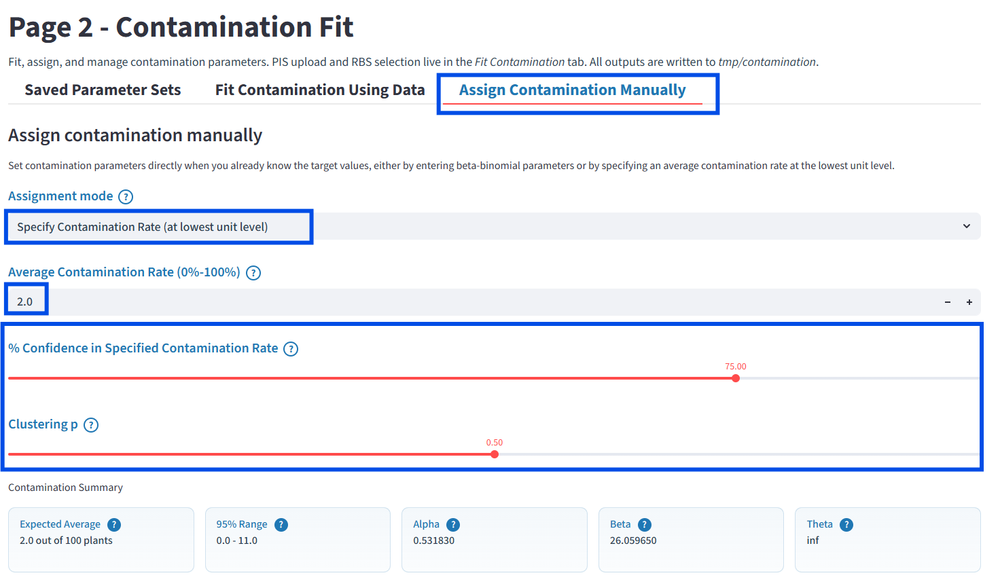 Page 2 - Contamination Fit
Fit, assign, and manage contamination parameters. PIS upload and RBS selection live in the Fit Contamination tab. All outputs are written to tmp/contamination.
Saved Parameter Sets Fit Contamination Using Data Assign Contamination Manually
Assign contamination manually
Set contamination parameters directly when you already know the target values, either by entering beta-binomial parameters or by specifying an average contamination rate at the lowest unit level.
Assignment mode ?
Specify Contamination Rate (at lowest unit level)
Average Contamination Rate (0%-100%) ?
2.0 - +
% Confidence in Specified Contamination Rate ?
75.00
Clustering p ?
0.50
Contamination Summary
Expected Average ? 95% Range ? Alpha ? Beta ? Theta ?
2.0 out of 100 plants 0.0 - 11.0 0.531830 26.059650 inf